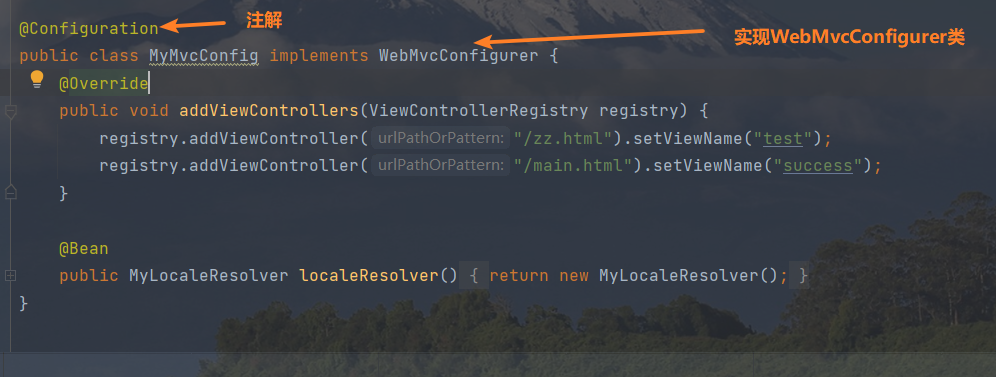 @Configuration 注解
public class MyMvcConfig implements WebMvcConfigurer { 实现WebMvcConfigurer类
@Override
public void addViewControllers(ViewControllerRegistry registry) {
registry.addViewController( urlPathOrPattern: "/zz.html").setViewName("test");
registry.addViewController( urlPathOrPattern: "/main.html").setViewName("success");
}
@Bean
public MyLocaleResolver localeResolver() { return new MyLocaleResolver(); }
}